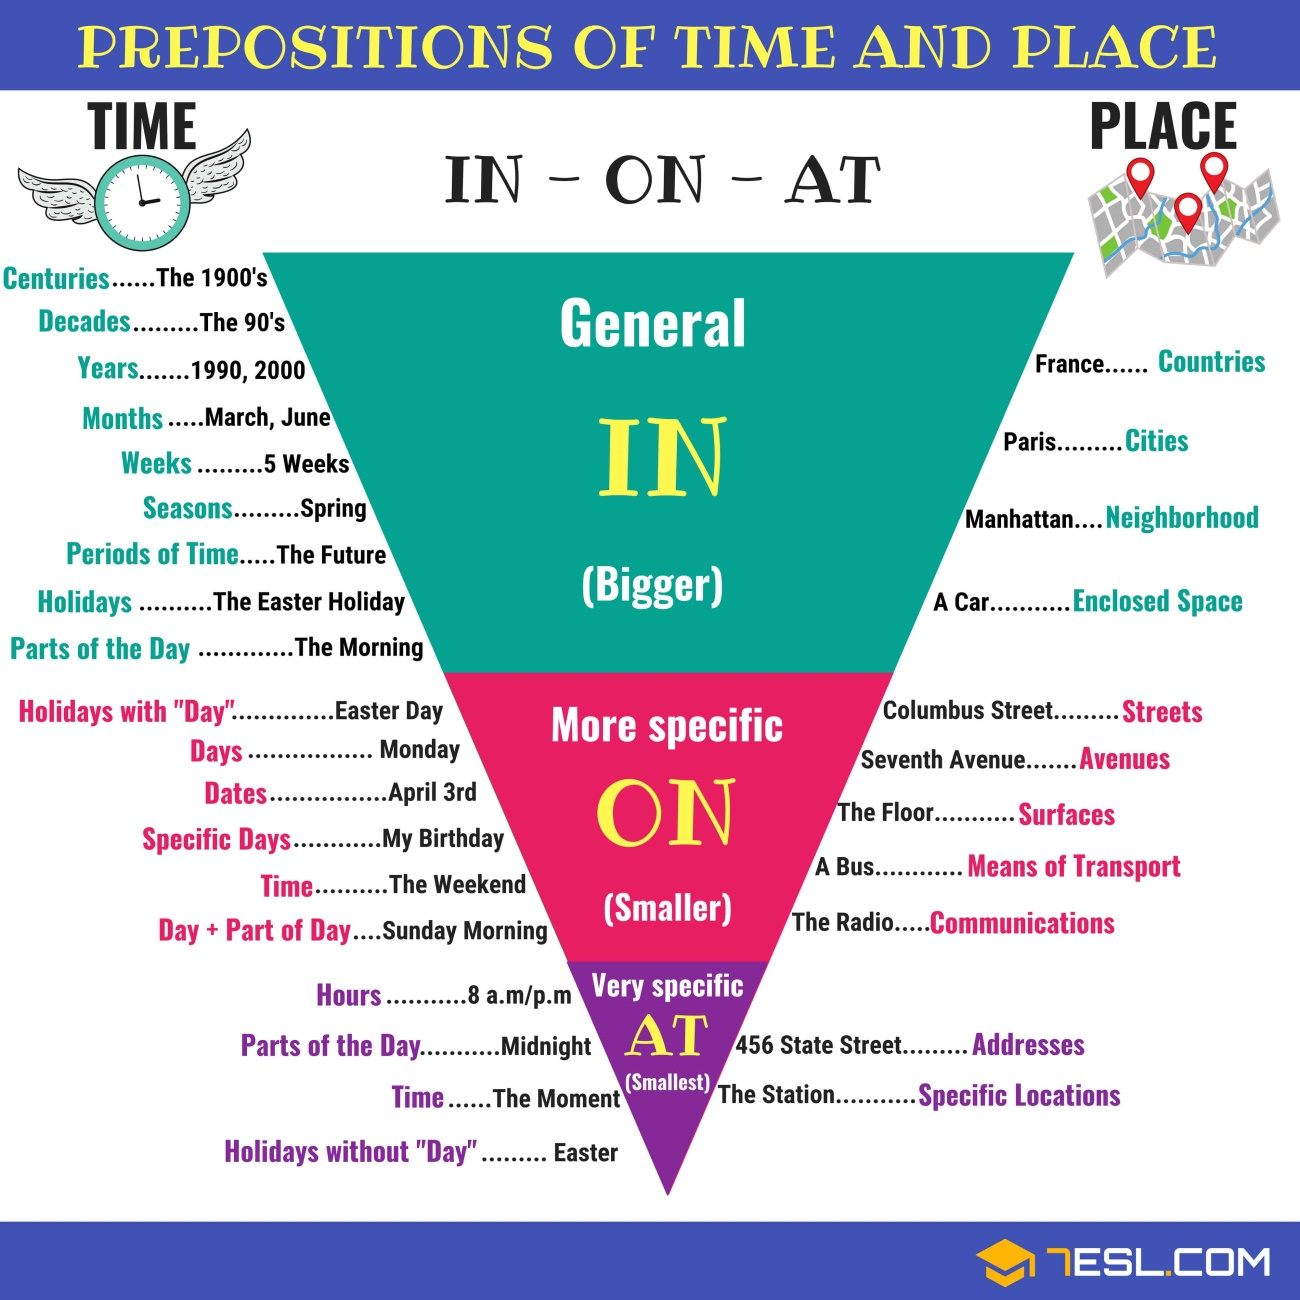 PREPOSITIONS OF TIME AND PLACE
TIME
IN – ON – AT
PLACE
Centuries......The 1900's
Decades.........The 90's
Years.......1990, 2000
Months .....March, June
Weeks .........5 Weeks
Seasons.........Spring
Periods of Time.....The Future
Holidays ..........The Easter Holiday
Parts of the Day .............The Morning
General
IN
(Bigger)
France...... Countries
Paris.........Cities
Manhattan....Neighborhood
A Car...........Enclosed Space
Holidays with "Day"..............Easter Day
Days ................. Monday
Dates................April 3rd
Specific Days............My Birthday
Time..........The Weekend
Day + Part of Day....Sunday Morning
More specific
ON
(Smaller)
Columbus Street.........Streets
Seventh Avenue.......Avenues
The Floor...........Surfaces
A Bus............ Means of Transport
The Radio.....Communications
Hours ...........8 a.m/p.m
Parts of the Day...........Midnight
Time ......The Moment
Holidays without "Day" ......... Easter
Very specific
AT
(Smallest)
456 State Street......... Addresses
The Station...........Specific Locations
7ESL.COM